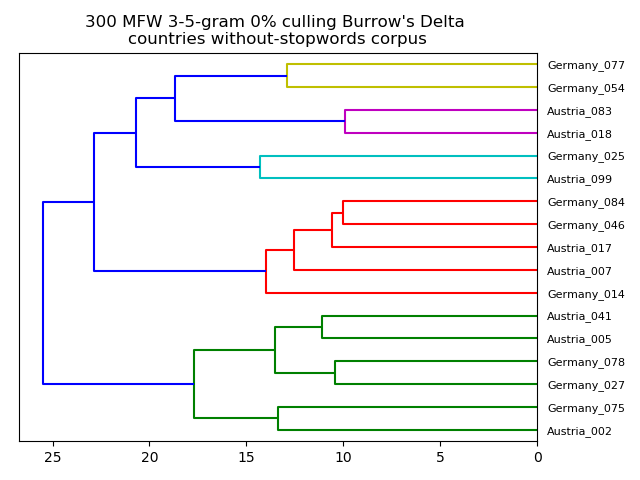 300 MFW 3-5-gram 0% culling Burrow's Delta
countries without-stopwords corpus
Germany_077
Germany_054
Austria_083
Austria_018
Germany_025
Austria_099
Germany_084
Germany_046
Austria_017
Austria_007
Germany_014
Austria_041
Austria_005
Germany_078
Germany_027
Germany_075
Austria_002
25 20 15 10 5 0